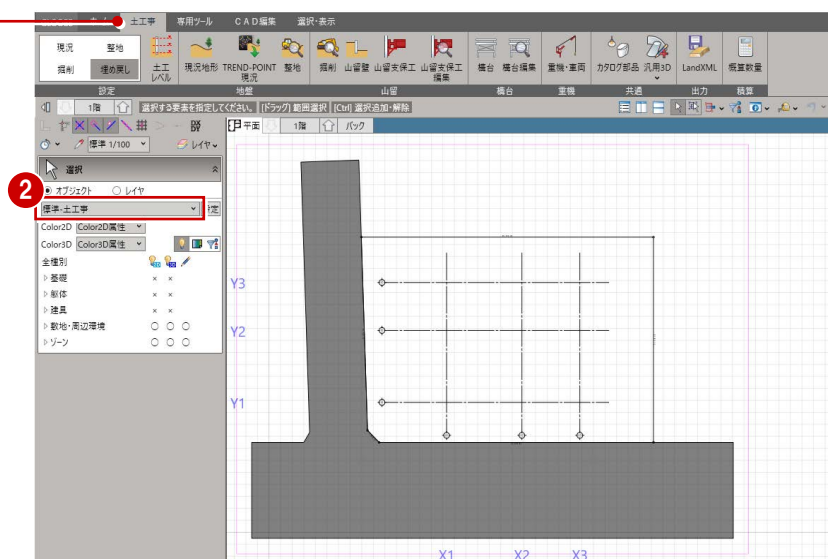 土工事 専用ツール CAD編集 選択・表示
現況 整地
掘削 埋め戻し
土工レベル 現況地形 TREND-POINT現況 整地 掘削 山留壁 山留支保工 山留支保工編集 構台 構台編集 重機・車両 カタログ部品 汎用3D LandXML 概算数量
設定 地盤 山留 構台 重機 共通 出力 積算
1階 選択する要素を指定してください。 [ドラッグ] 範囲選択 [Ctrl] 選択追加・解除
平面 1階 バック
標準 1/100 レイヤ
選択
2
オブジェクト レイヤ
標準-土工事
Color2D Color2D属性
Color3D Color3D属性
全種別
基礎 × ×
躯体 × ×
建具 × ×
敷地・周辺環境
ゾーン
Y3
Y2
Y1
X1 X2 X3